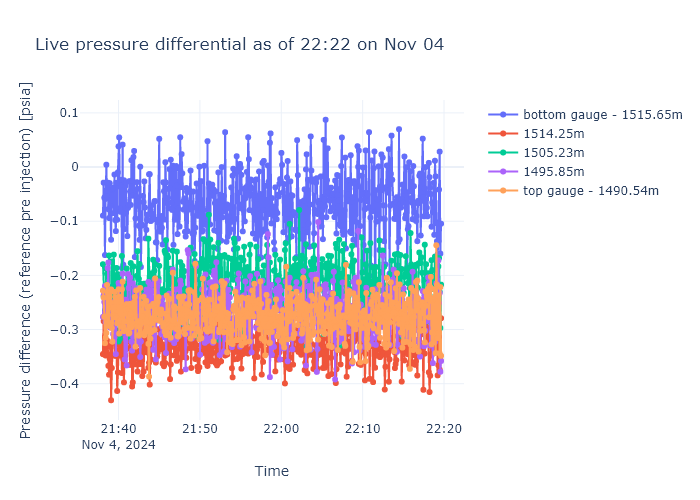 Live pressure differential as of 22:22 on Nov 04
Pressure difference (reference pre injection) [psia]
0.1
0
−0.1
−0.2
−0.3
−0.4
21:40
21:50
22:00
22:10
22:20
Nov 4, 2024
Time
bottom gauge - 1515.65m
1514.25m
1505.23m
1495.85m
top gauge - 1490.54m